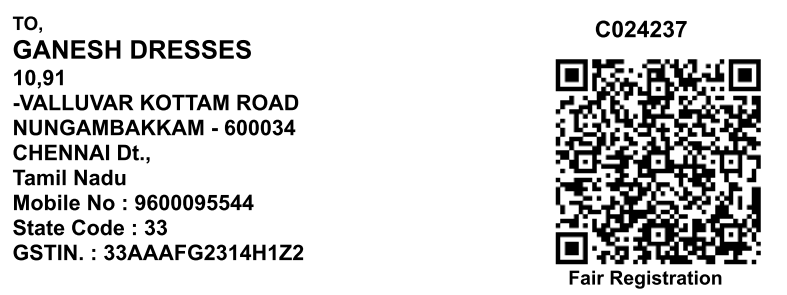 TO,
GANESH DRESSES
10,91
-VALLUVAR KOTTAM ROAD
NUNGAMBAKKAM - 600034
CHENNAI Dt.,
Tamil Nadu
Mobile No : 9600095544
State Code : 33
GSTIN. : 33AAAFG2314H1Z2
C024237
Fair Registration